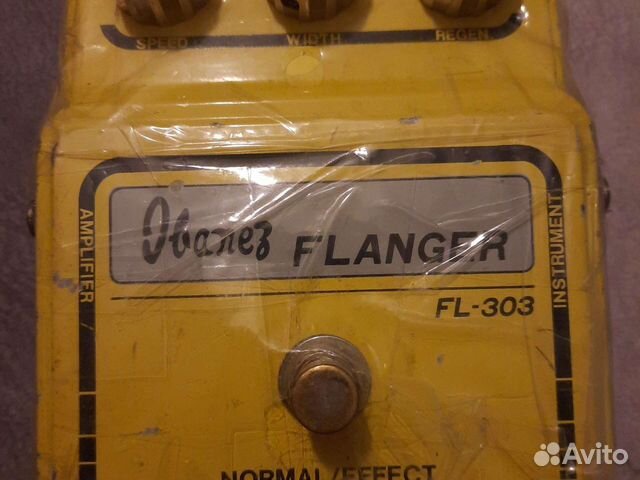 SPEED WIDTH REGEN
AMPLIFIER
Ibanez FLANGER
INSTRUMENT
FL-303
NORMAL/EFFECT
Avito